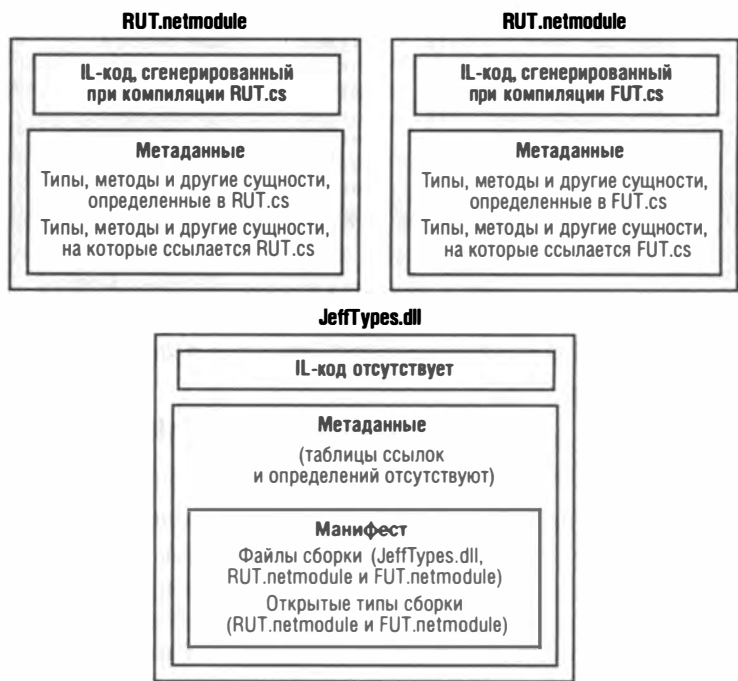 RUT.netmodule
IL-код, сгенерированный
при компиляции RUT.cs
Метаданные
Типы, методы и другие сущности,
определенные в RUT.cs
Типы, методы и другие сущности,
на которые ссылается RUT.cs
RUT.netmodule
IL-код, сгенерированный
при компиляции FUT.cs
Метаданные
Типы, методы и другие сущности,
определенные в FUT.cs
Типы, методы и другие сущности,
на которые ссылается FUT.cs
JeffTypes.dll
IL-код отсутствует
Метаданные
(таблицы ссылок
и определений отсутствуют)
Манифест
Файлы сборки (JeffTypes.dll,
RUT.netmodule и FUT.netmodule)
Открытые типы сборки
(RUT.netmodule и FUT.netmodule)